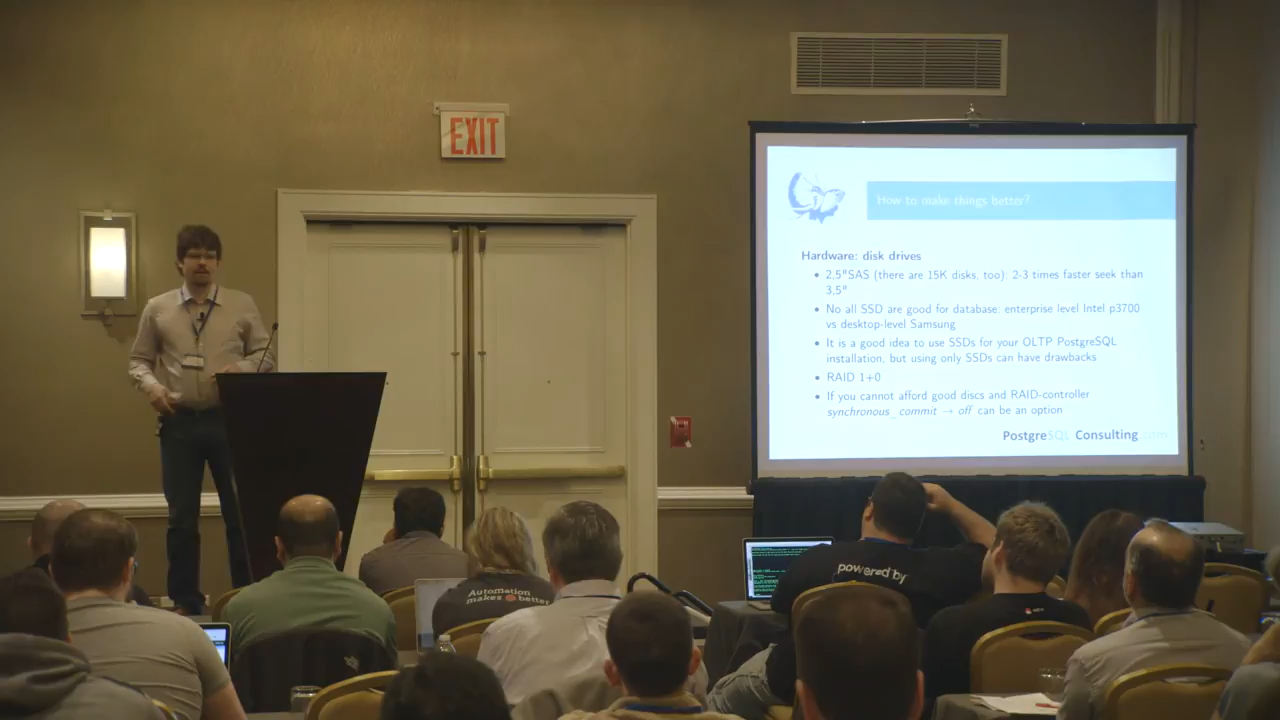 EXIT
How to make things better?
Hardware: disk drives
• 2,5"SAS (there are 15K disks, too): 2-3 times faster seek than
3,5"
• No all SSD are good for database: enterprise level Intel p3700
vs desktop-level Samsung
• It is a good idea to use SSDs for your OLTP PostgreSQL
installation, but using only SSDs can have drawbacks
• RAID 1+0
• If you cannot afford good discs and RAID-controller
synchronous_commit → off can be an option
PostgreSQL Consulting.com
powered by
Automation
makes better